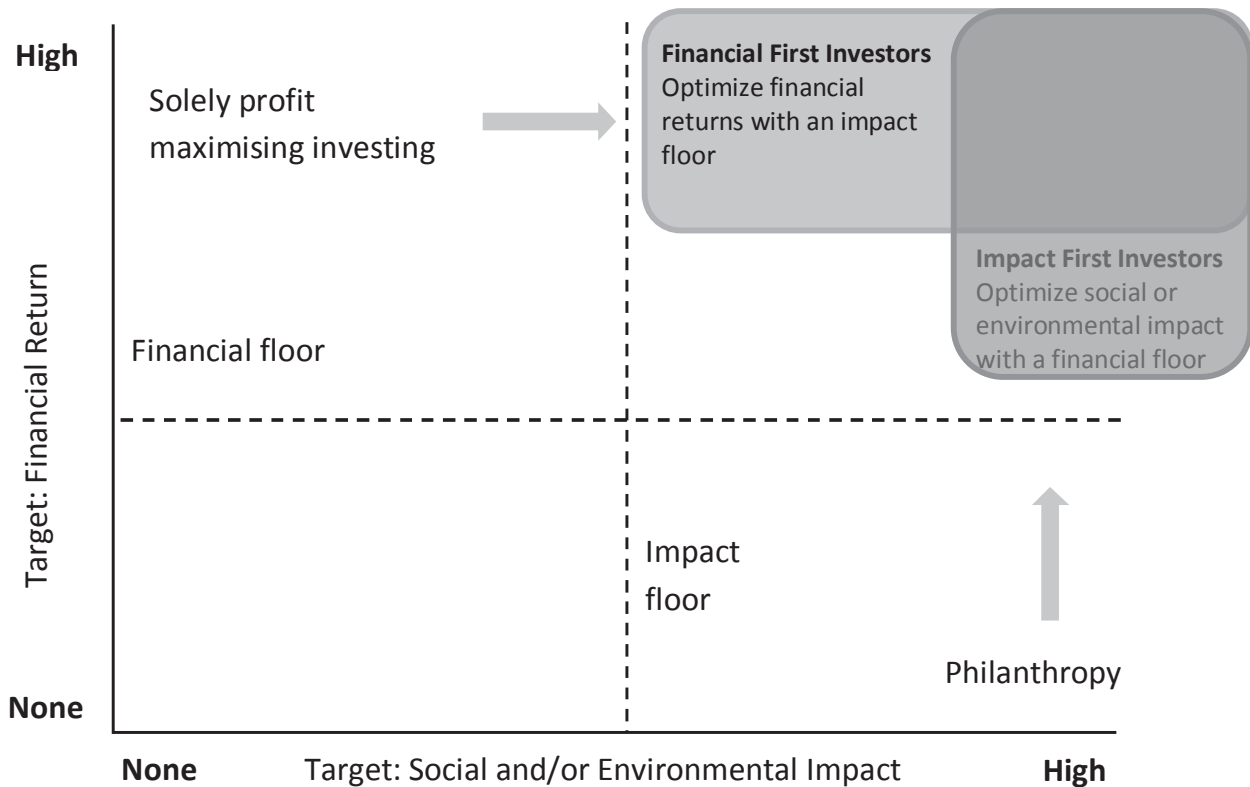 High
Solely profit
maximising investing
Financial First Investors
Optimize financial
returns with an impact
floor
Impact First Investors
Optimize social or
environmental impact
with a financial floor
Target: Financial Return
Financial floor
Impact
floor
Philanthropy
None
None
Target: Social and/or Environmental Impact
High